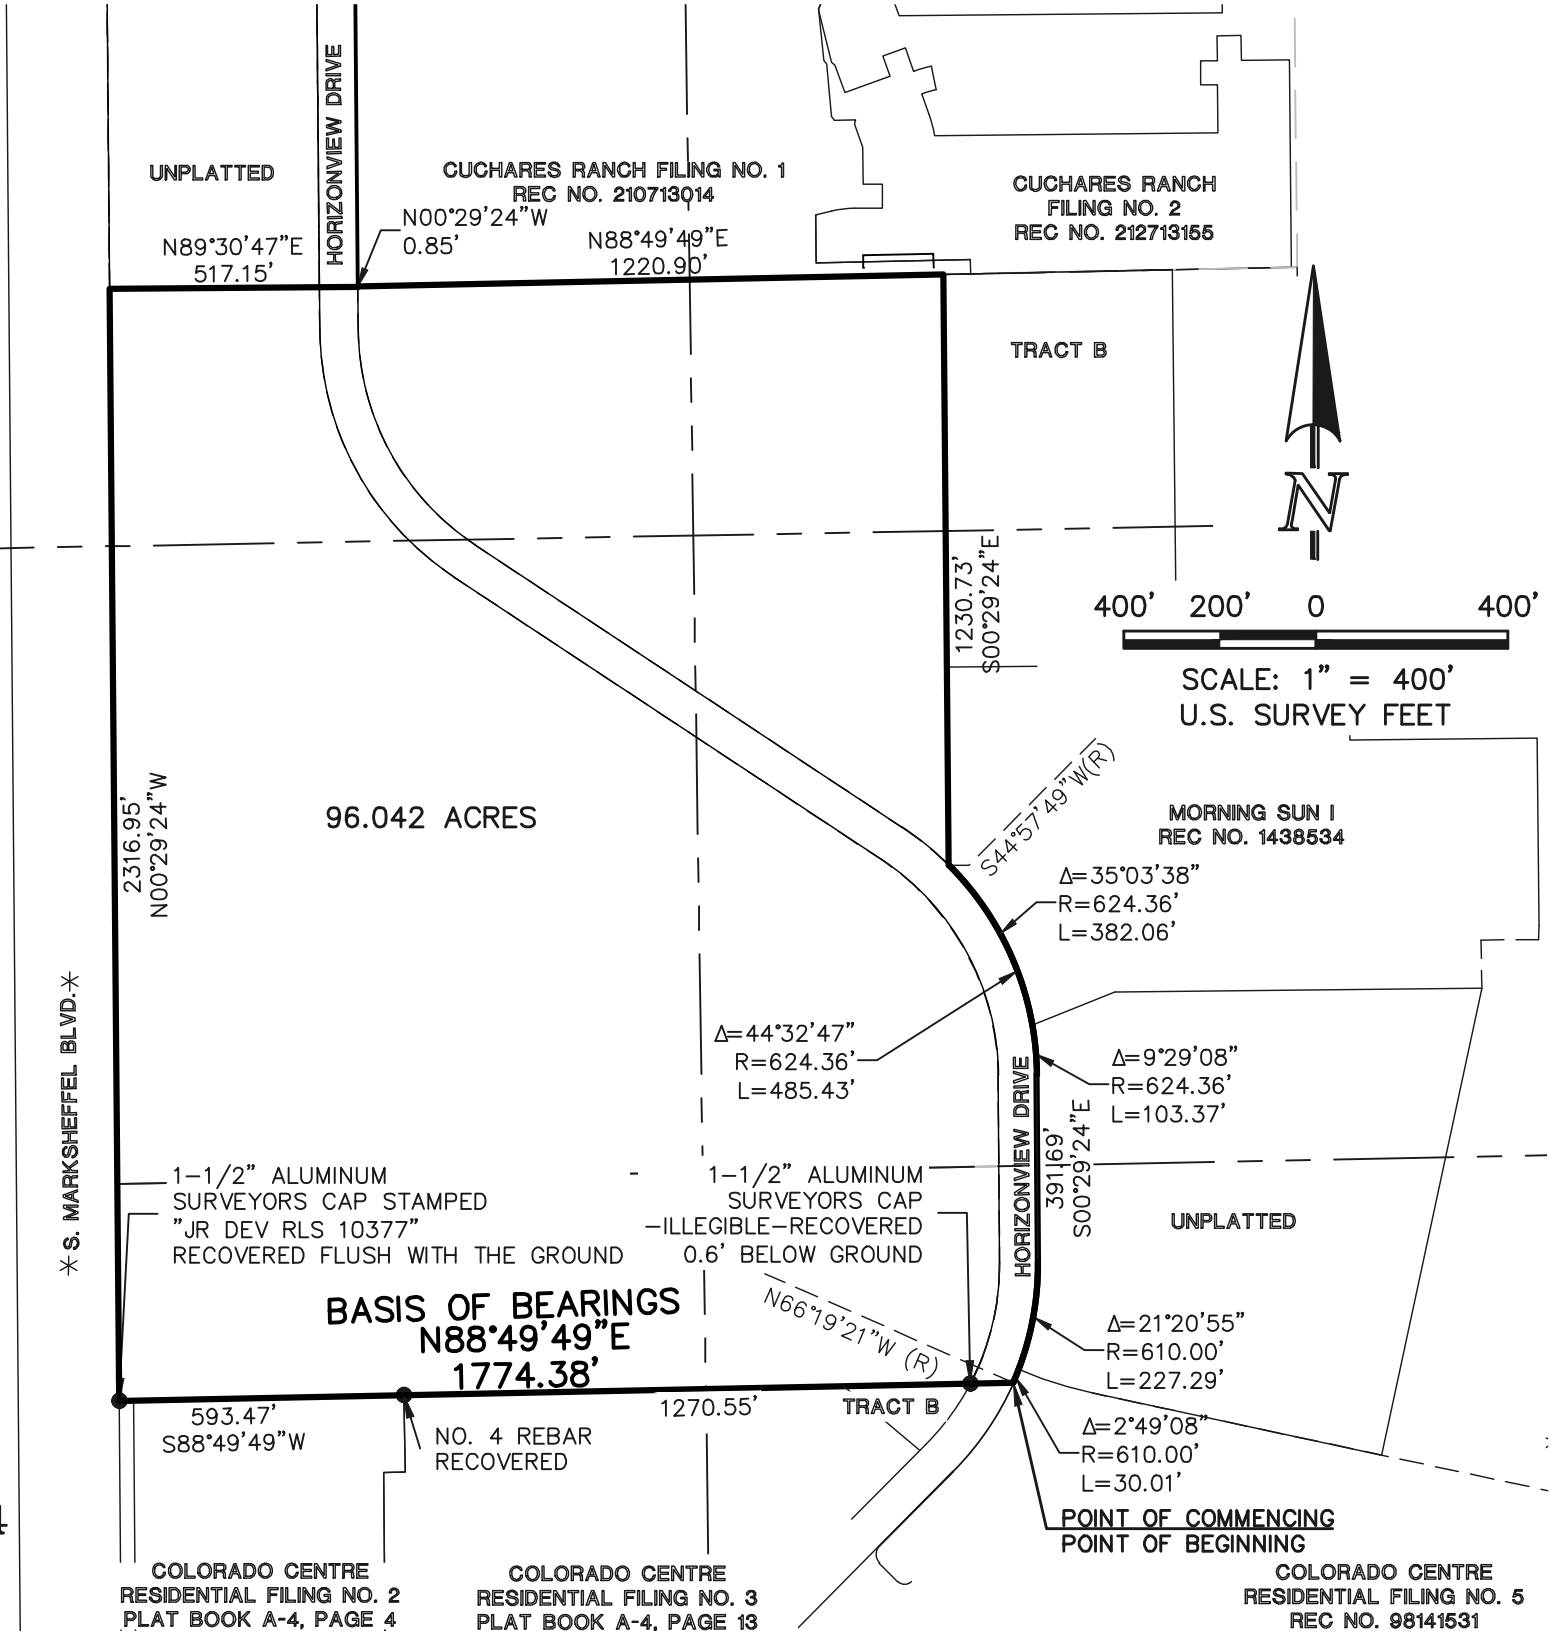 HORIZONVIEW DRIVE
UNPLATTED
CUCHARES RANCH FILING NO. 1
REC NO. 210713014
CUCHARES RANCH
FILING NO. 2
REC NO. 212713155
N00°29'24"W
0.85'
N89°30'47"E
517.15'
N88°49'49"E
1220.90'
TRACT B
N
1230.73'
S00°29'24"E
400' 200' 0 400'
SCALE: 1" = 400'
U.S. SURVEY FEET
S44°57'49"W(R)
2316.95'
N00°29'24"W
96.042 ACRES
MORNING SUN I
REC NO. 1438534
Δ=35°03'38"
R=624.36'
L=382.06'
*S. MARKSHEFFEL BLVD.*
Δ=44°32'47"
R=624.36'
L=485.43'
HORIZONVIEW DRIVE
391.69'
S00°29'24"E
Δ=9°29'08"
R=624.36'
L=103.37'
1-1/2" ALUMINUM
SURVEYORS CAP STAMPED
"JR DEV RLS 10377"
RECOVERED FLUSH WITH THE GROUND
1-1/2" ALUMINUM
SURVEYORS CAP
-ILLEGIBLE-RECOVERED
0.6' BELOW GROUND
UNPLATTED
BASIS OF BEARINGS
N88°49'49"E
1774.38'
N66°19'21"W (R)
Δ=21°20'55"
R=610.00'
L=227.29'
593.47'
S88°49'49"W
NO. 4 REBAR
RECOVERED
1270.55'
TRACT B
Δ=2°49'08"
R=610.00'
L=30.01'
POINT OF COMMENCING
POINT OF BEGINNING
COLORADO CENTRE
RESIDENTIAL FILING NO. 2
PLAT BOOK A-4, PAGE 4
COLORADO CENTRE
RESIDENTIAL FILING NO. 3
PLAT BOOK A-4, PAGE 13
COLORADO CENTRE
RESIDENTIAL FILING NO. 5
REC NO. 98141531